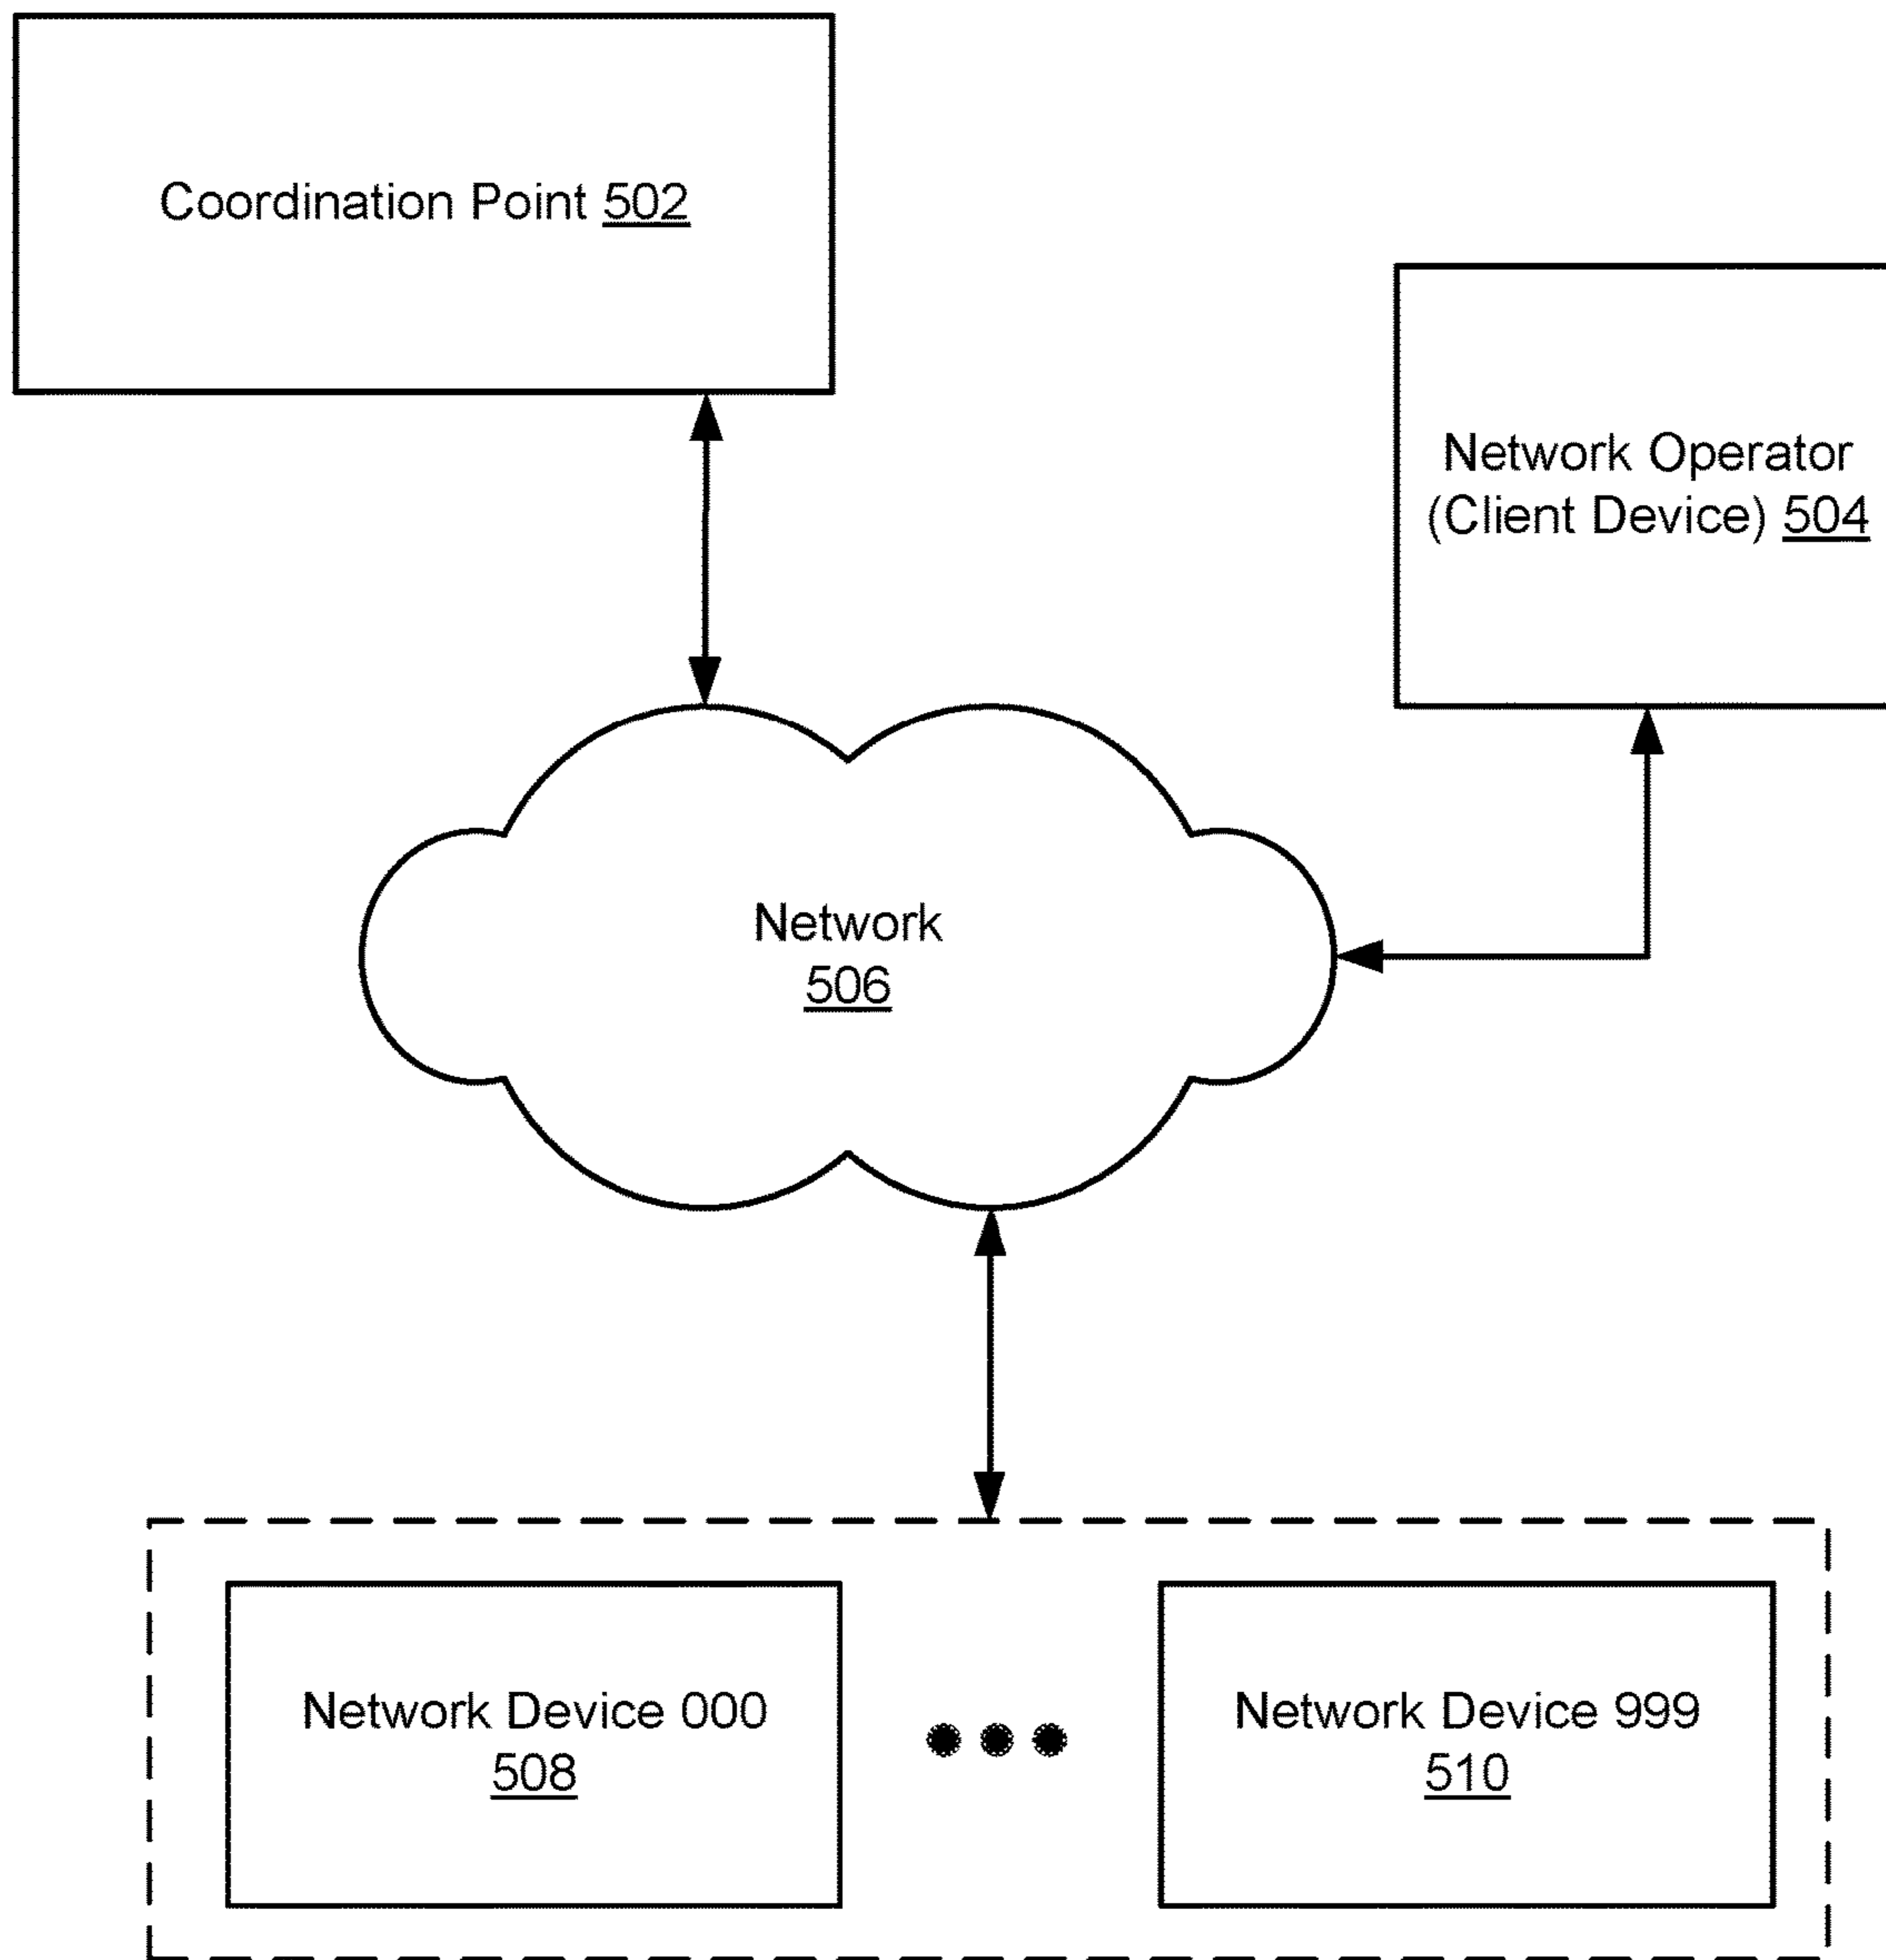 Coordination Point 502
Network Operator
(Client Device) 504
Network
506
Network Device 000
508
Network Device 999
510